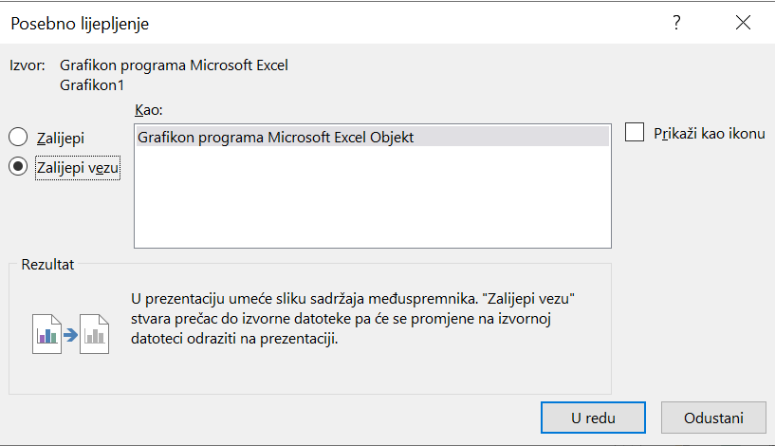 Posebno lijepljenje
Izvor: Grafikon programa Microsoft Excel
Grafikon1
Kao:
Zalijepi
Zalijepi vezu
Grafikon programa Microsoft Excel Objekt
Prikaži kao ikonu
Rezultat
U prezentaciju umeće sliku sadržaja međuspremnika. "Zalijepi vezu"
stvara prečac do izvorne datoteke pa će se promjene na izvornoj
datoteci odraziti na prezentaciji.
U redu
Odustani